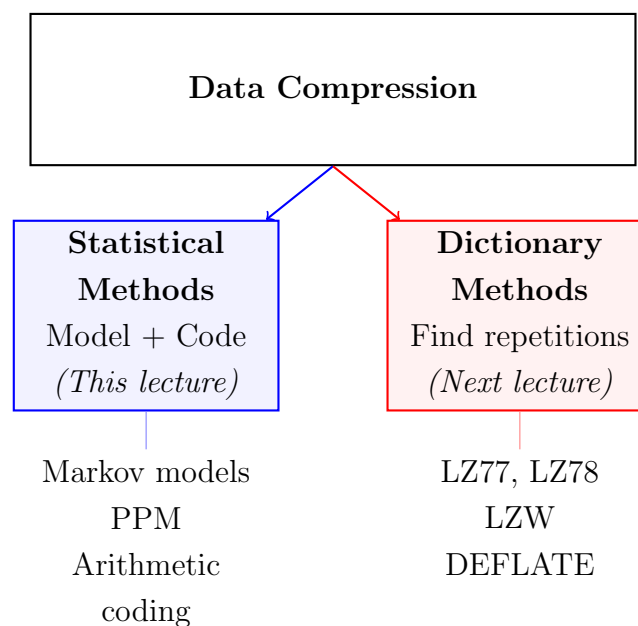 Data Compression
Statistical
Methods
Model + Code
(This lecture)
Dictionary
Methods
Find repetitions
(Next lecture)
Markov models
PPM
Arithmetic
coding
LZ77, LZ78
LZW
DEFLATE